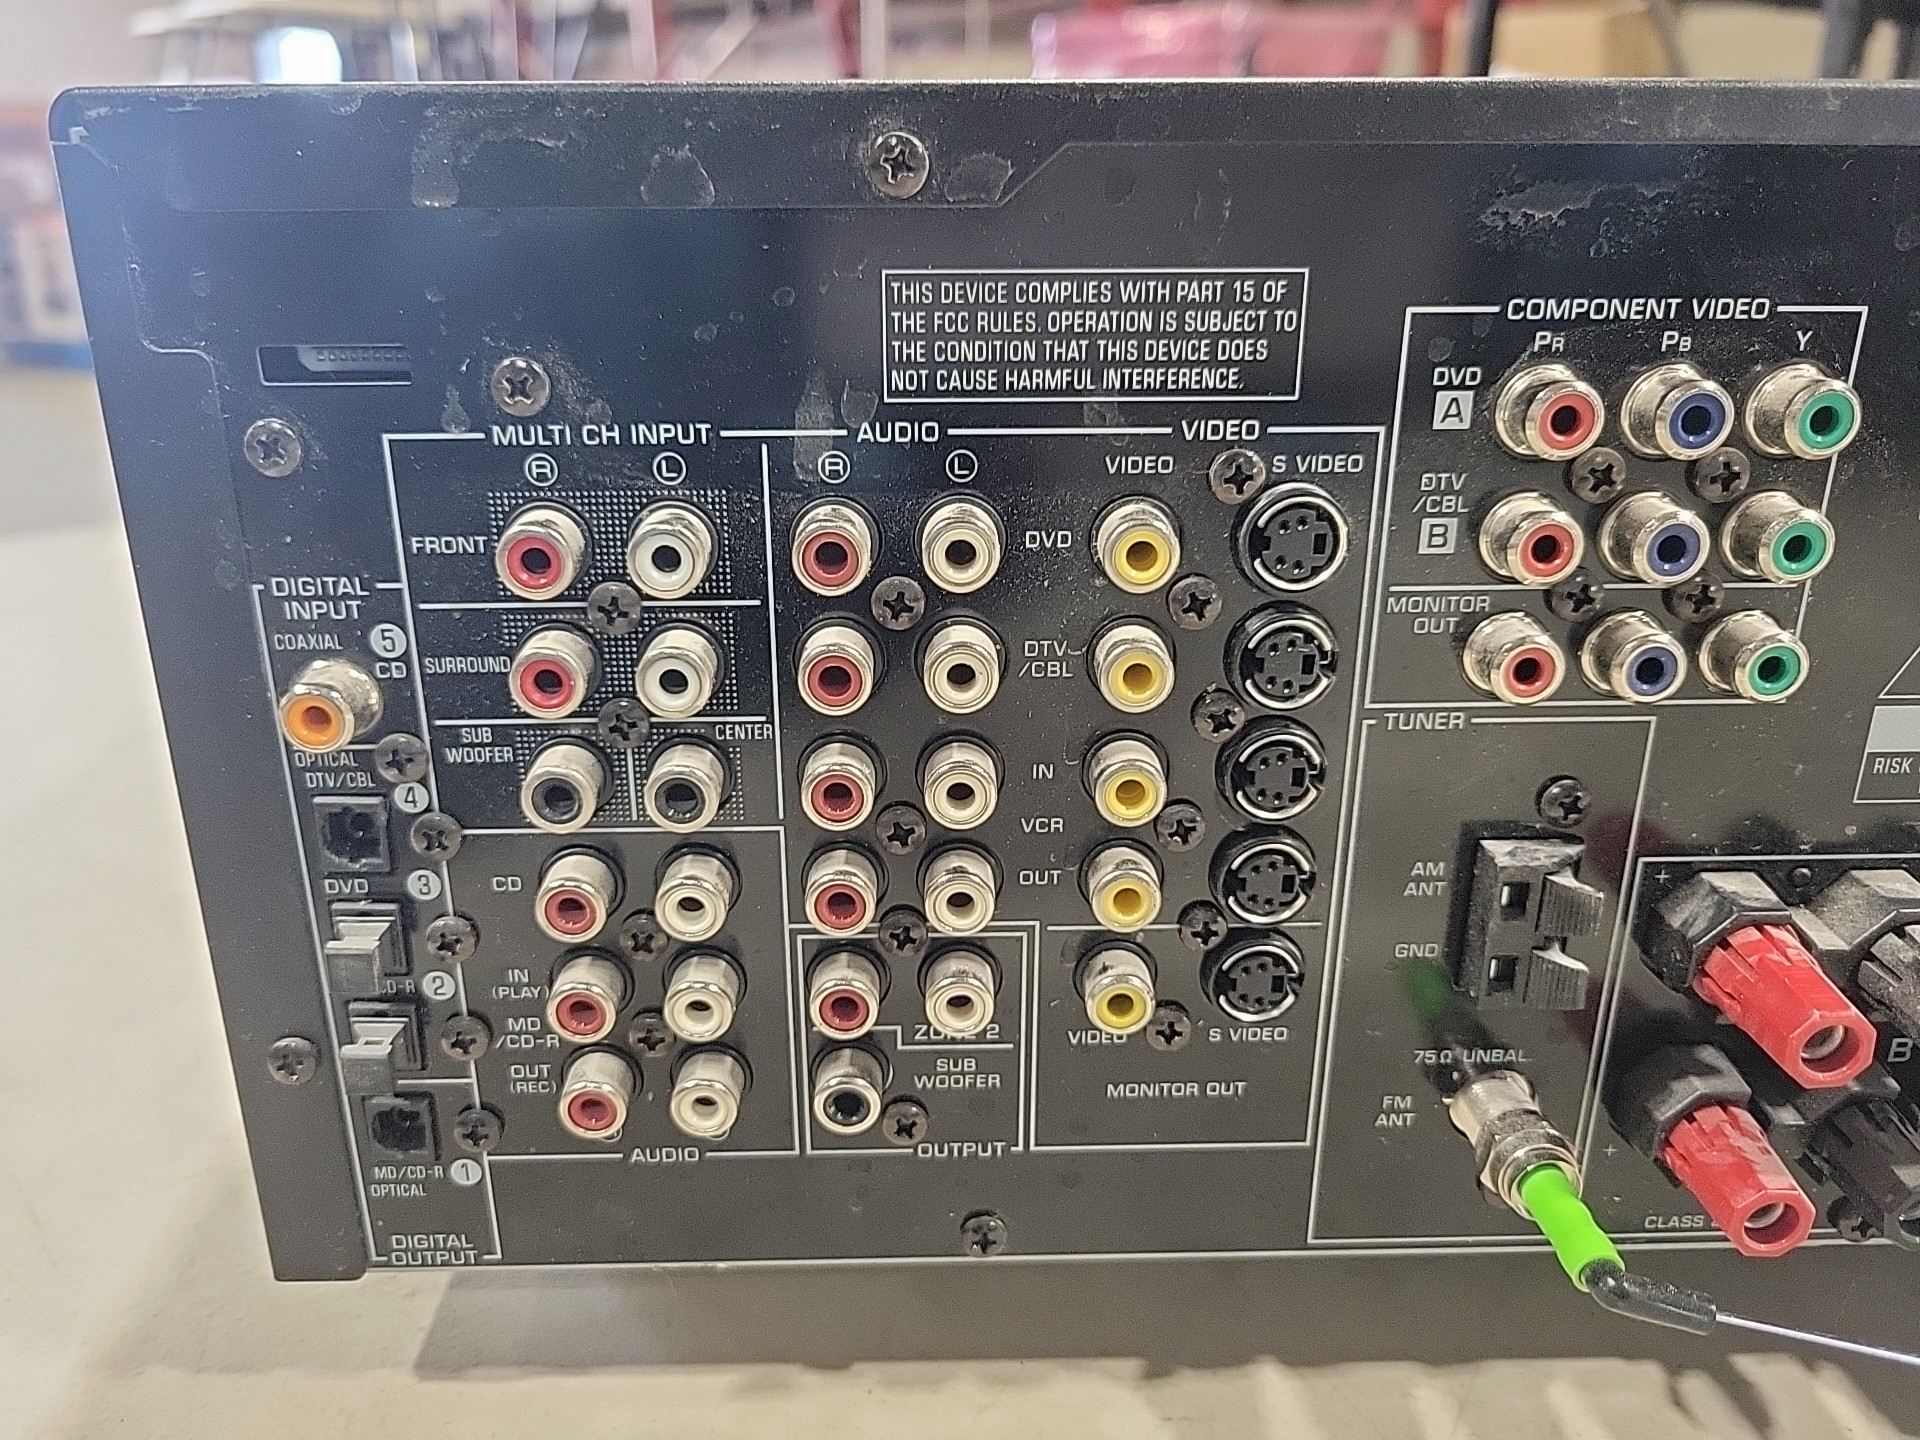 THIS DEVICE COMPLIES WITH PART 15 OF
THE FCC RULES. OPERATION IS SUBJECT TO
THE CONDITION THAT THIS DEVICE DOES
NOT CAUSE HARMFUL INTERFERENCE.
COMPONENT VIDEO
PR PB Y
DVD
A
DTV
/CBL
B
MONITOR
OUT
MULTI CH INPUT
R L
FRONT
SURROUND
SUB
WOOFER
CENTER
AUDIO
R L
VIDEO
VIDEO S VIDEO
DVD
DTV
/CBL
IN
VCR
OUT
VIDEO S VIDEO
MONITOR OUT
ZONE 2
SUB
WOOFER
OUTPUT
CD
IN
(PLAY)
MD
/CD-R
OUT
(REC)
AUDIO
DIGITAL
INPUT
COAXIAL 5
CD
OPTICAL
DTV/CBL
4
DVD 3
CD-R 2
MD/CD-R 1
OPTICAL
DIGITAL
OUTPUT
TUNER
AM
ANT
GND
75Ω UNBAL.
FM
ANT
RISK
+
B
+
CLASS